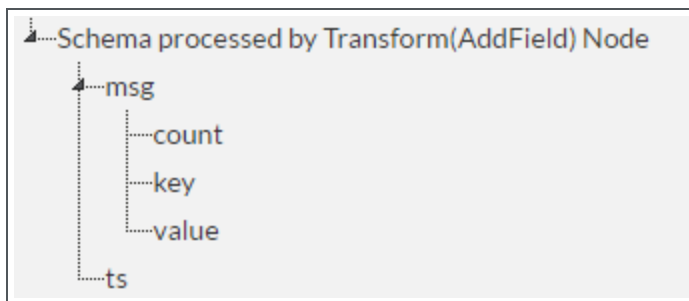 Schema processed by Transform(AddField) Node
msg
count
key
value
ts